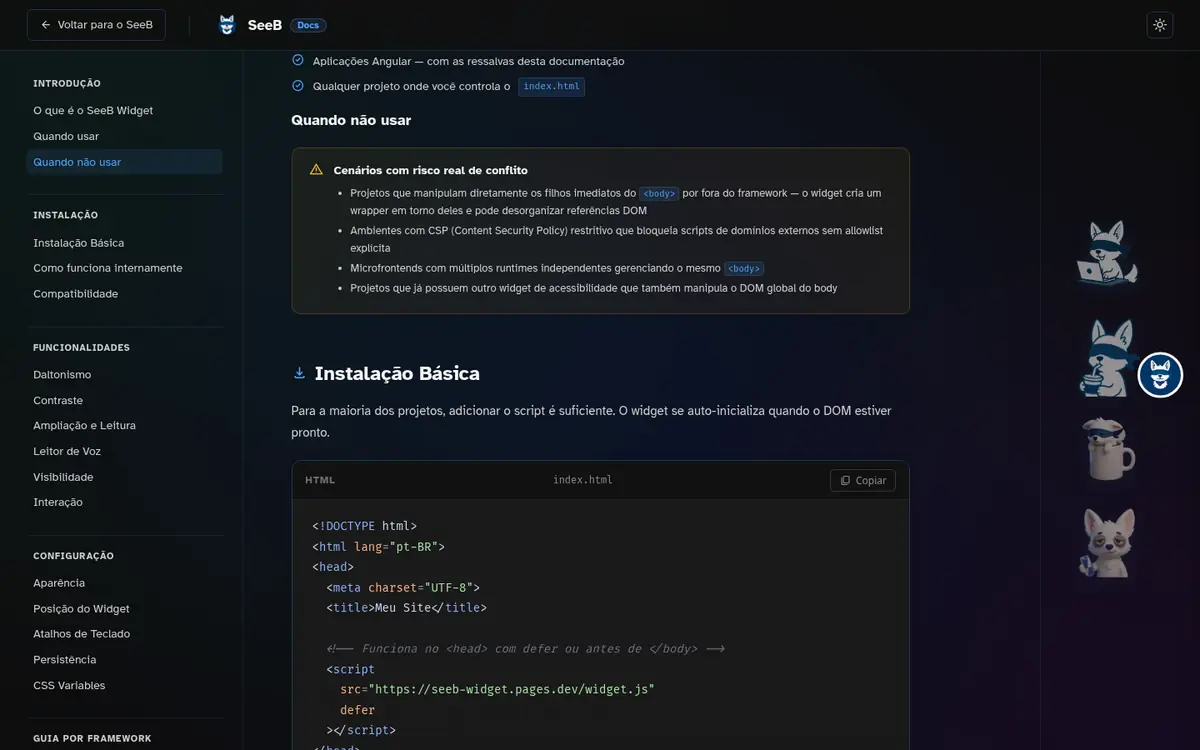 ← Voltar para o SeeB
SeeB
Docs
INTRODUÇÃO
O que é o SeeB Widget
Quando usar
Quando não usar
INSTALAÇÃO
Instalação Básica
Como funciona internamente
Compatibilidade
FUNCIONALIDADES
Daltonismo
Contraste
Ampliação e Leitura
Leitor de Voz
Visibilidade
Interação
CONFIGURAÇÃO
Aparência
Posição do Widget
Atalhos de Teclado
Persistência
CSS Variables
GUIA POR FRAMEWORK
Aplicações Angular — com as ressalvas desta documentação
Qualquer projeto onde você controla o index.html
Quando não usar
Cenários com risco real de conflito
• Projetos que manipulam diretamente os filhos imediatos do <body> por fora do framework — o widget cria um
wrapper em torno deles e pode desorganizar referências DOM
• Ambientes com CSP (Content Security Policy) restritivo que bloqueia scripts de domínios externos sem allowlist
explícita
• Microfrontends com múltiplos runtimes independentes gerenciando o mesmo <body>
• Projetos que já possuem outro widget de acessibilidade que também manipula o DOM global do body
Instalação Básica
Para a maioria dos projetos, adicionar o script é suficiente. O widget se auto-inicializa quando o DOM estiver
pronto.
HTML
index.html
Copiar
<!DOCTYPE html>
<html lang="pt-BR">
<head>
<meta charset="UTF-8">
<title>Meu Site</title>
<!-- Funciona no <head> com defer ou antes de </body> -->
<script
src="https://seeb-widget.pages.dev/widget.js"
defer
></script>
</head>